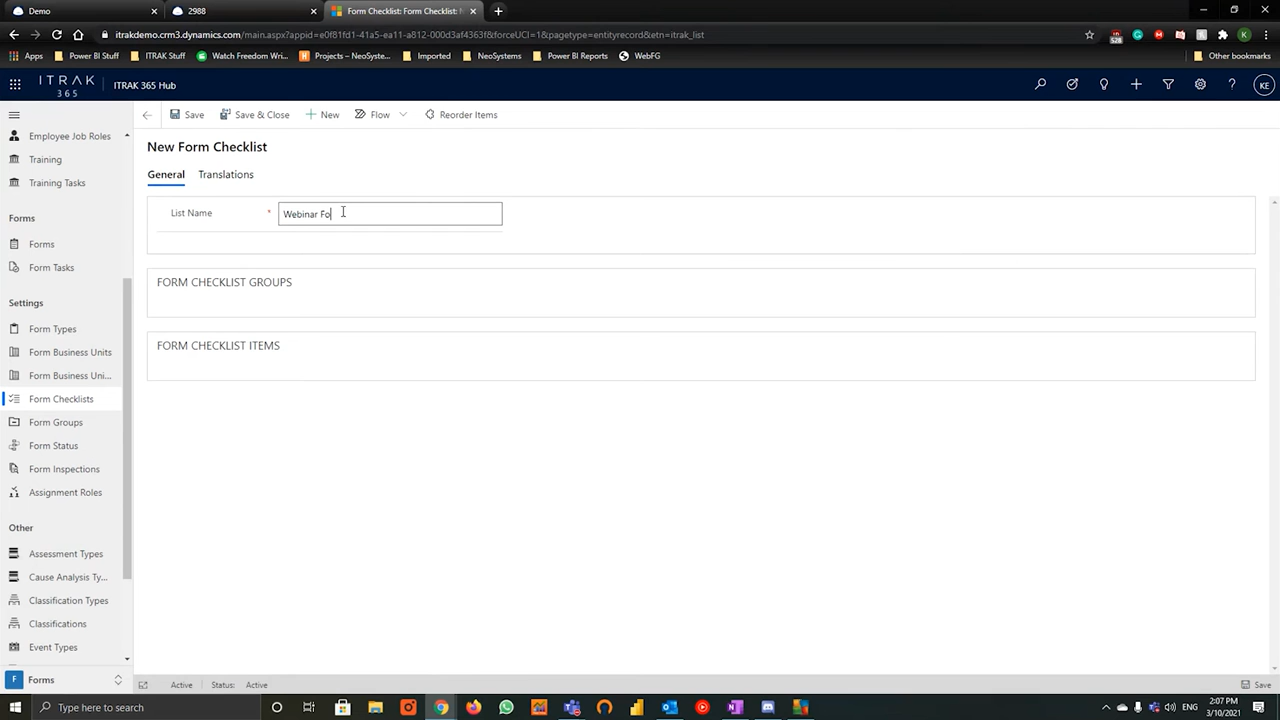 Demo
2988
Form Checklist: Form Checklist: N
itrakdemo.crm3.dynamics.com/main.aspx?appid=e0f81fd1-41a5-ea11-a812-000d3af4363f&forceUCI=1&pagetype=entityrecord&etn=itrak_list
528
K
Apps
Power BI Stuff
ITRAK Stuff
Watch Freedom Wri...
Projects – NeoSyste...
Imported
NeoSystems
Power BI Reports
WebFG
Other bookmarks
ITRAK
365
ITRAK 365 Hub
KE
Save
Save & Close
New
Flow
Reorder Items
Employee Job Roles
Training
Training Tasks
Forms
Forms
Form Tasks
Settings
Form Types
Form Business Units
Form Business Uni...
Form Checklists
Form Groups
Form Status
Form Inspections
Assignment Roles
Other
Assessment Types
Cause Analysis Ty...
Classification Types
Classifications
Event Types
F
Forms
New Form Checklist
General
Translations
List Name
*
Webinar Fo
FORM CHECKLIST GROUPS
FORM CHECKLIST ITEMS
Active
Status:
Active
Save
Type here to search
2:07 PM
3/10/2021